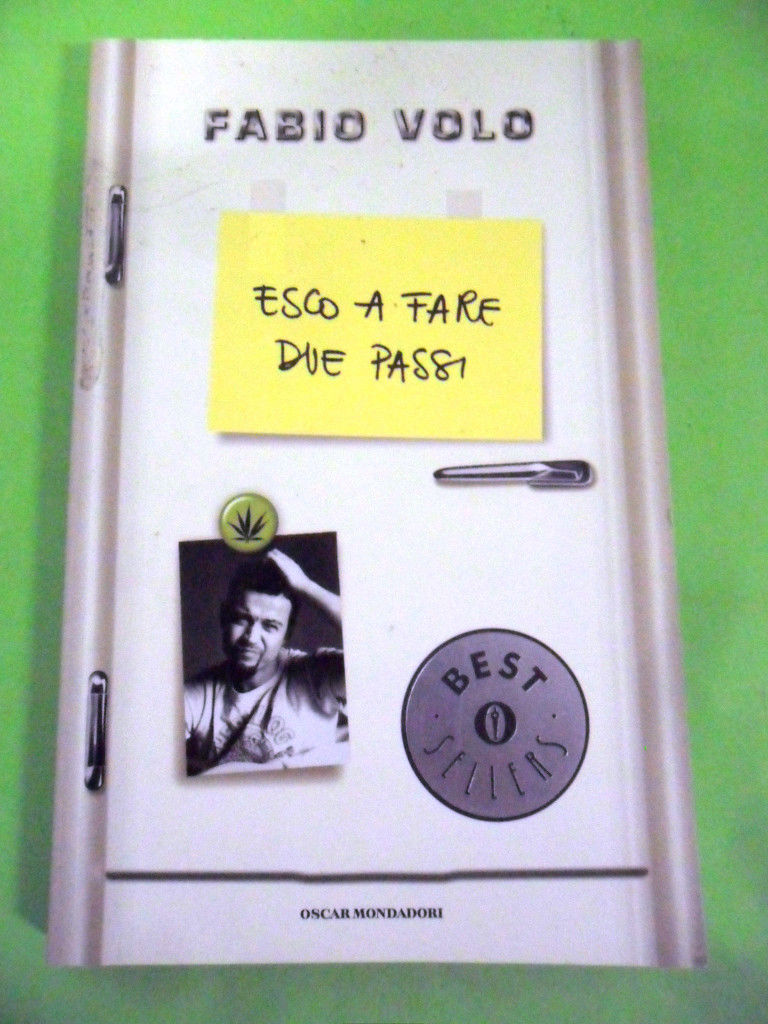 FABIO VOLO
ESCO A FARE
DUE PASSI
BEST
SELLERS
OSCAR MONDADORI